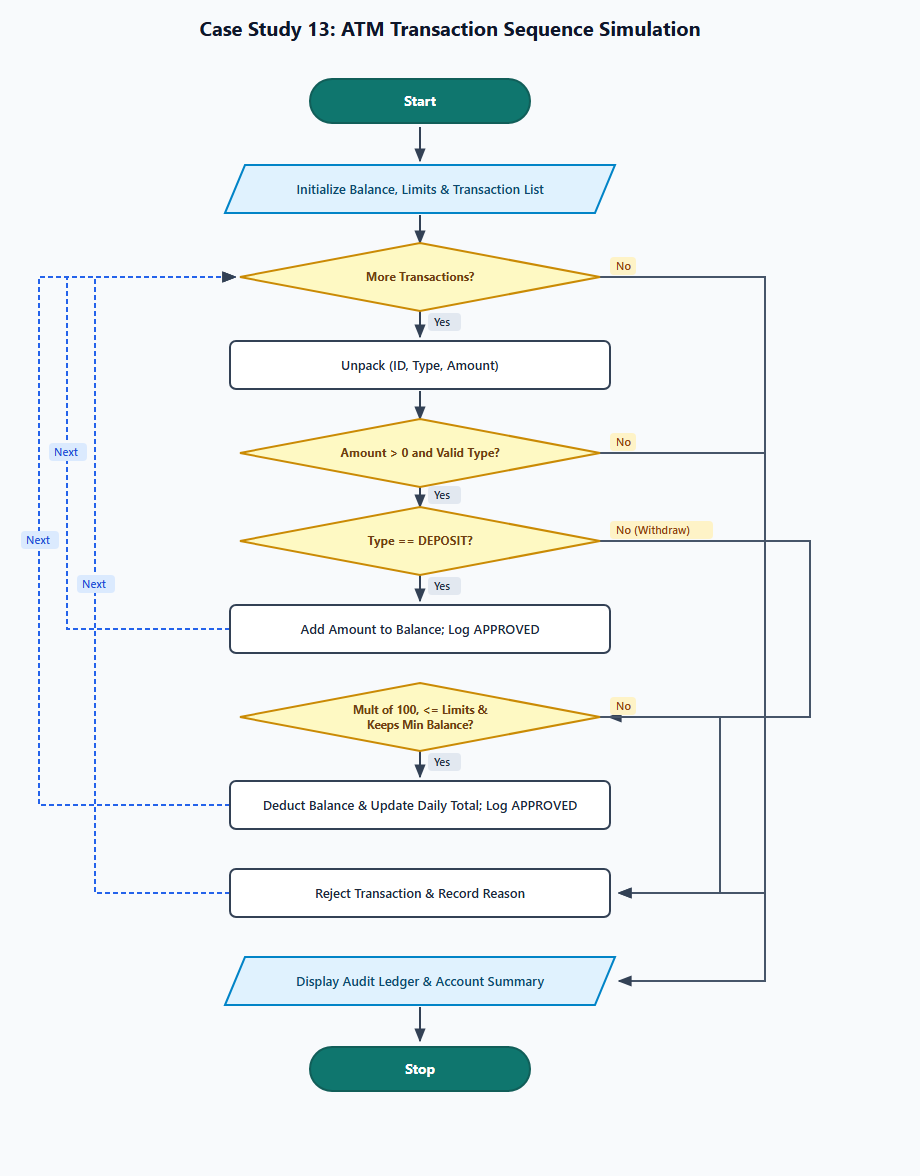 Case Study 13: ATM Transaction Sequence Simulation
Start
Initialize Balance, Limits & Transaction List
More Transactions?
No
Yes
Unpack (ID, Type, Amount)
Amount > 0 and Valid Type?
No
Next
Yes
Type == DEPOSIT?
No (Withdraw)
Next
Yes
Next
Add Amount to Balance; Log APPROVED
Mult of 100, <= Limits &
Keeps Min Balance?
No
Yes
Deduct Balance & Update Daily Total; Log APPROVED
Reject Transaction & Record Reason
Display Audit Ledger & Account Summary
Stop